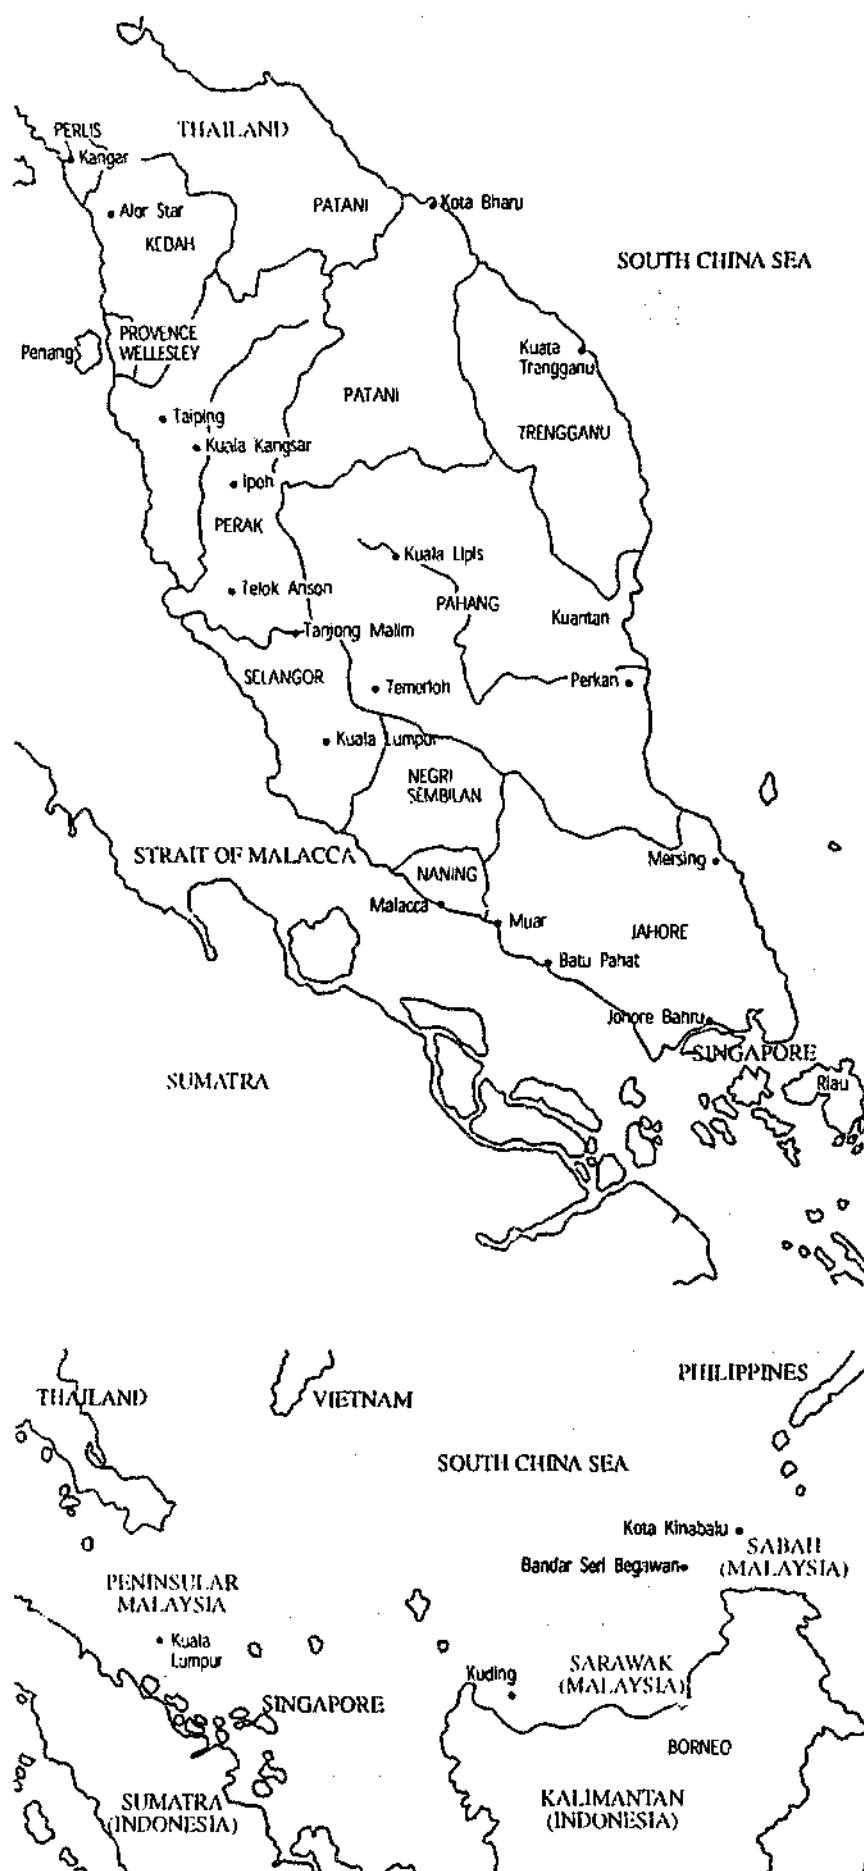 PERLIS
THAILAND
Kangar
Alor Star
PATANI
Kota Bharu
KEDAH
SOUTH CHINA SEA
PROVENCE
WELLESLEY
Penang
Kuata
Trangganu
PATANI
Taiping
TRENGGANU
Kuala Kangsar
Ipoh
PERAK
Kuala Lipis
Telok Anson
PAHANG
Kuantan
Tanjong Malim
SELANGOR
Temorloh
Perkan
Kuala Lumpur
NEGRI
SEMBILAN
STRAIT OF MALACCA
Mersing
NANING
Malacca
Muar
JAHORE
Batu Pahat
Johore Bahru
SINGAPORE
SUMATRA
Riau
PHILIPPINES
THAILAND
VIETNAM
SOUTH CHINA SEA
Kota Kinabalu
SABAH
(MALAYSIA)
Bandar Seri Begawan
PENINSULAR
MALAYSIA
Kuala
Lumpur
SARAWAK
(MALAYSIA)
Kuding
SINGAPORE
BORNEO
SUMATRA
(INDONESIA)
KALIMANTAN
(INDONESIA)